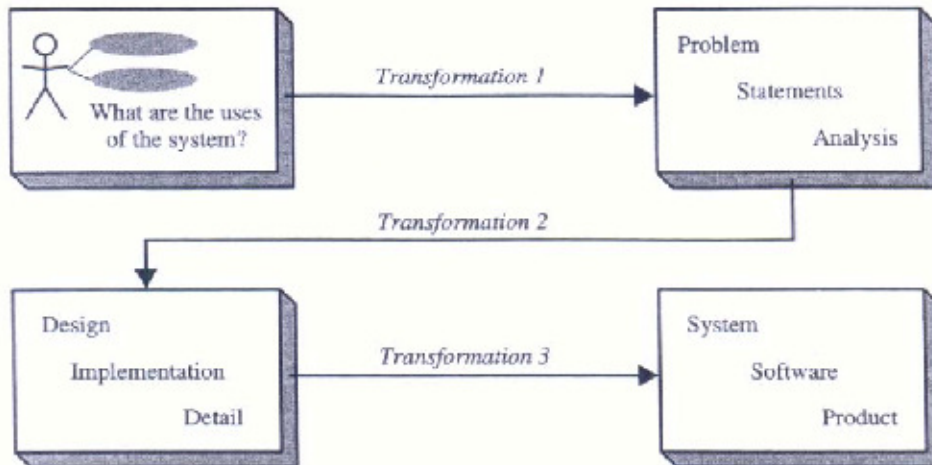 What are the uses
of the system?
Transformation 1
Problem
Statements
Analysis
Transformation 2
Design
Implementation
Detail
Transformation 3
System
Software
Product